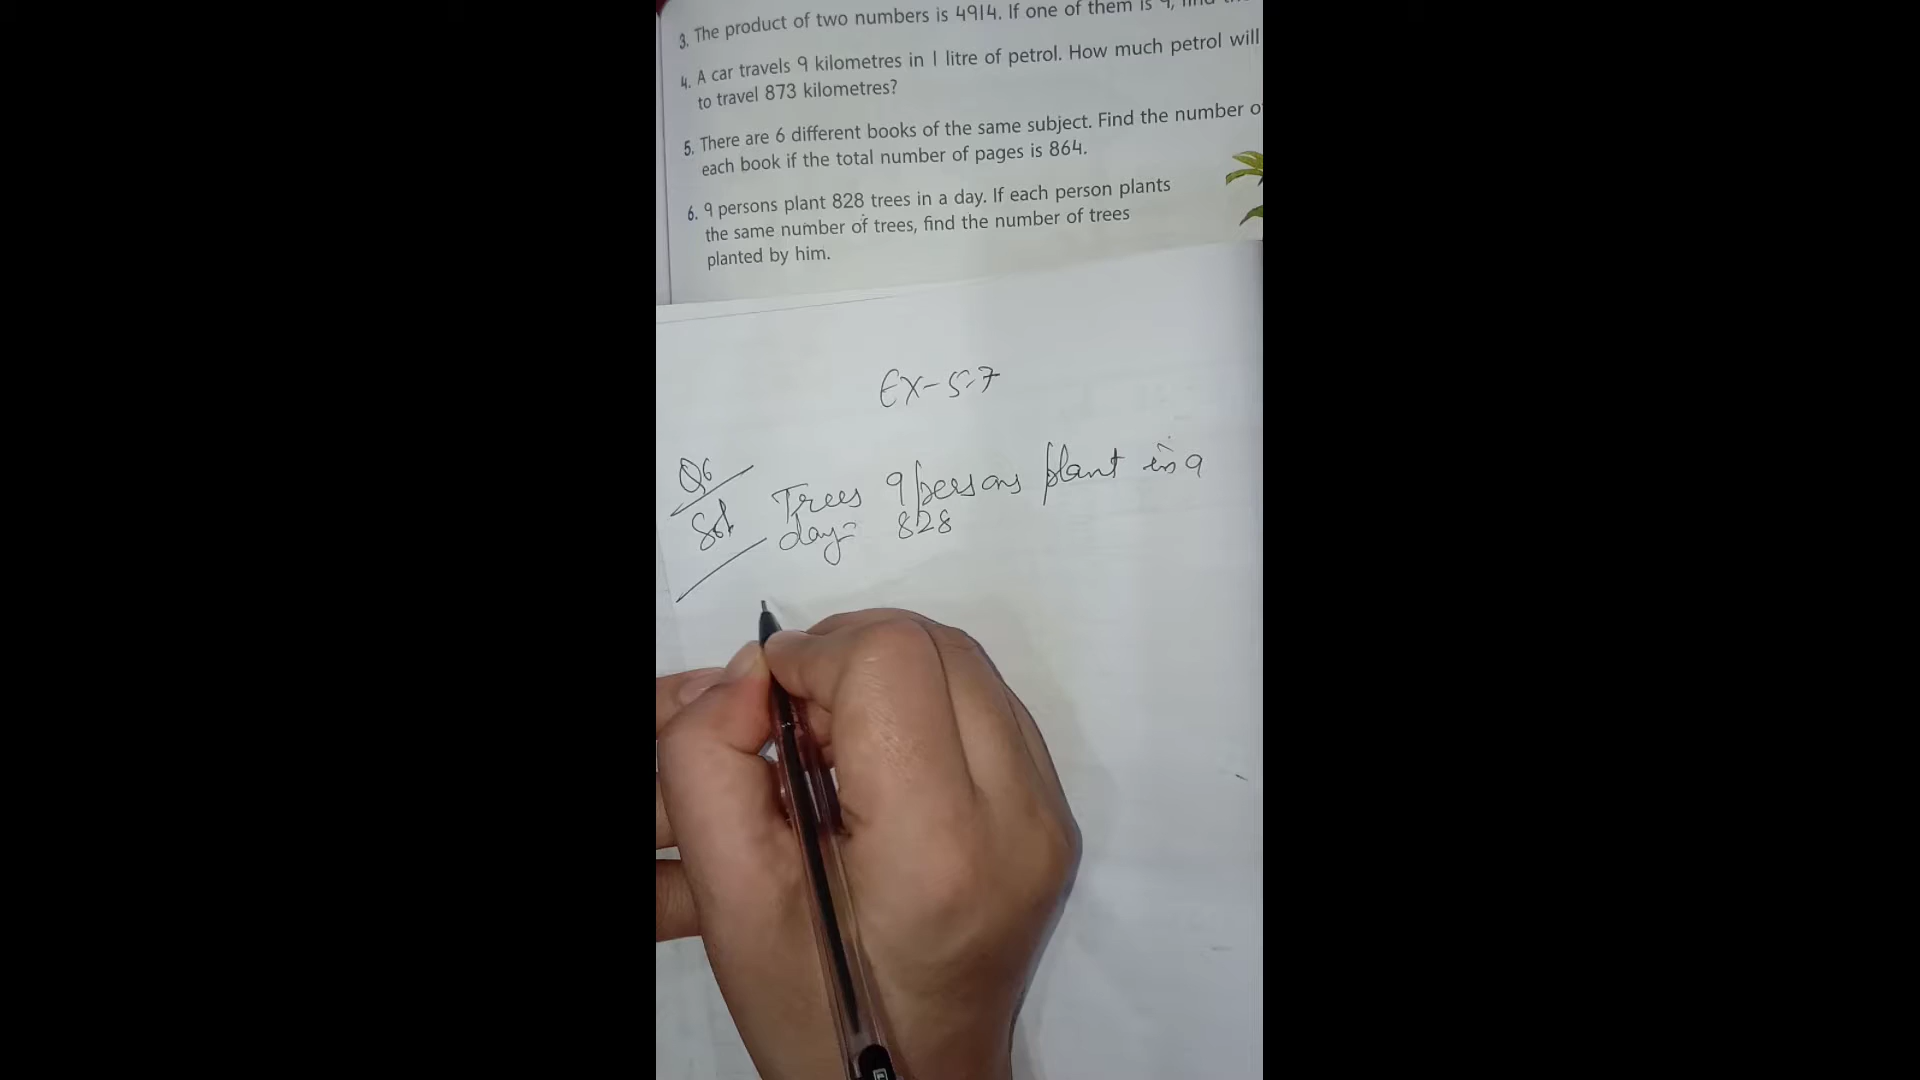 3. The product of two numbers is 4914. If one of them is 9,
4. A car travels 9 kilometres in 1 litre of petrol. How much petrol will
to travel 873 kilometres?
5. There are 6 different books of the same subject. Find the number o
each book if the total number of pages is 864.
6. 9 persons plant 828 trees in a day. If each person plants
the same number of trees, find the number of trees
planted by him.
EX-5.7
Q6
Sol Trees 9 persons plant in a
day= 828